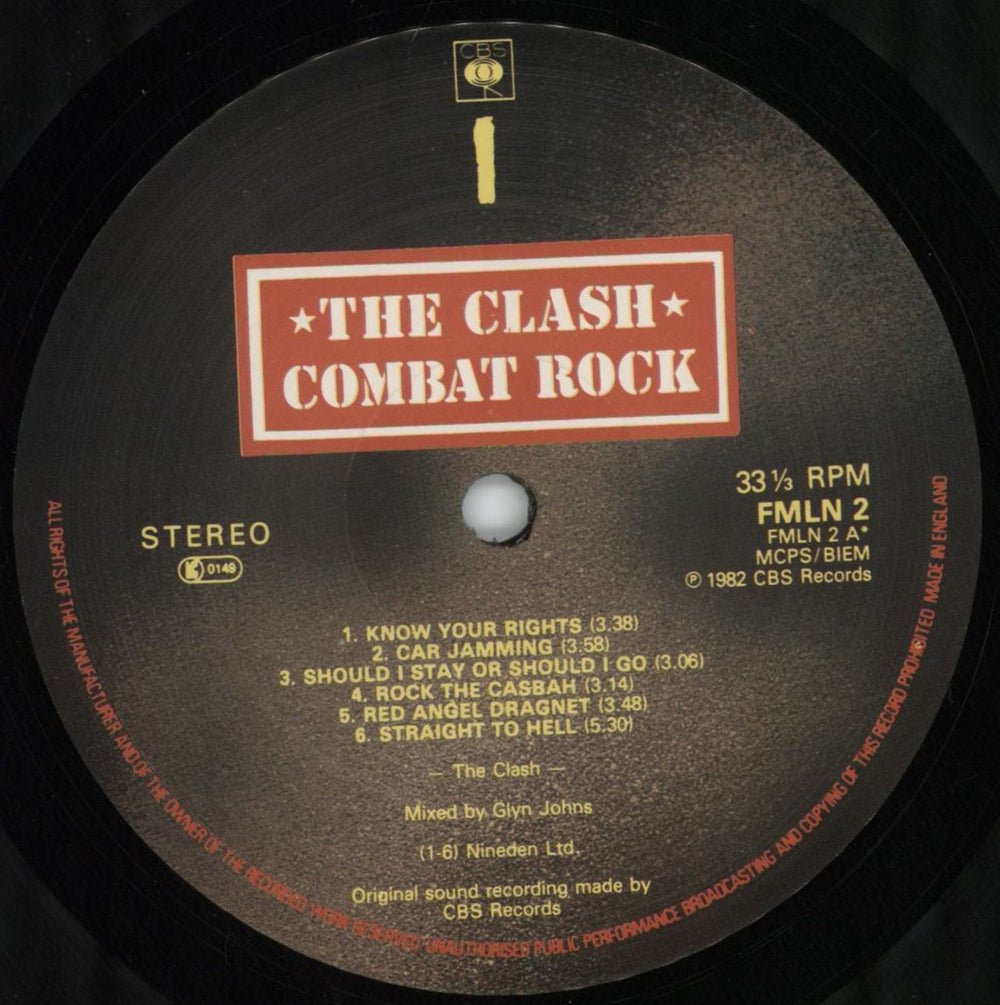 CBS
1
★THE CLASH★
COMBAT ROCK
STEREO
0149
33 ⅓ RPM
FMLN 2
FMLN 2 A*
MCPS/BIEM
℗ 1982 CBS Records
1. KNOW YOUR RIGHTS (3.38)
2. CAR JAMMING (3.58)
3. SHOULD I STAY OR SHOULD I GO (3.06)
4. ROCK THE CASBAH (3.14)
5. RED ANGEL DRAGNET (3.48)
6. STRAIGHT TO HELL (5.30)
— The Clash —
Mixed by Glyn Johns
(1-6) Nineden Ltd.
Original sound recording made by
CBS Records
ALL RIGHTS OF THE MANUFACTURER AND OF THE OWNER OF THE RECORDED WORK RESERVED UNAUTHORISED PUBLIC PERFORMANCE BROADCASTING AND COPYING OF THIS RECORD PROHIBITED MADE IN ENGLAND